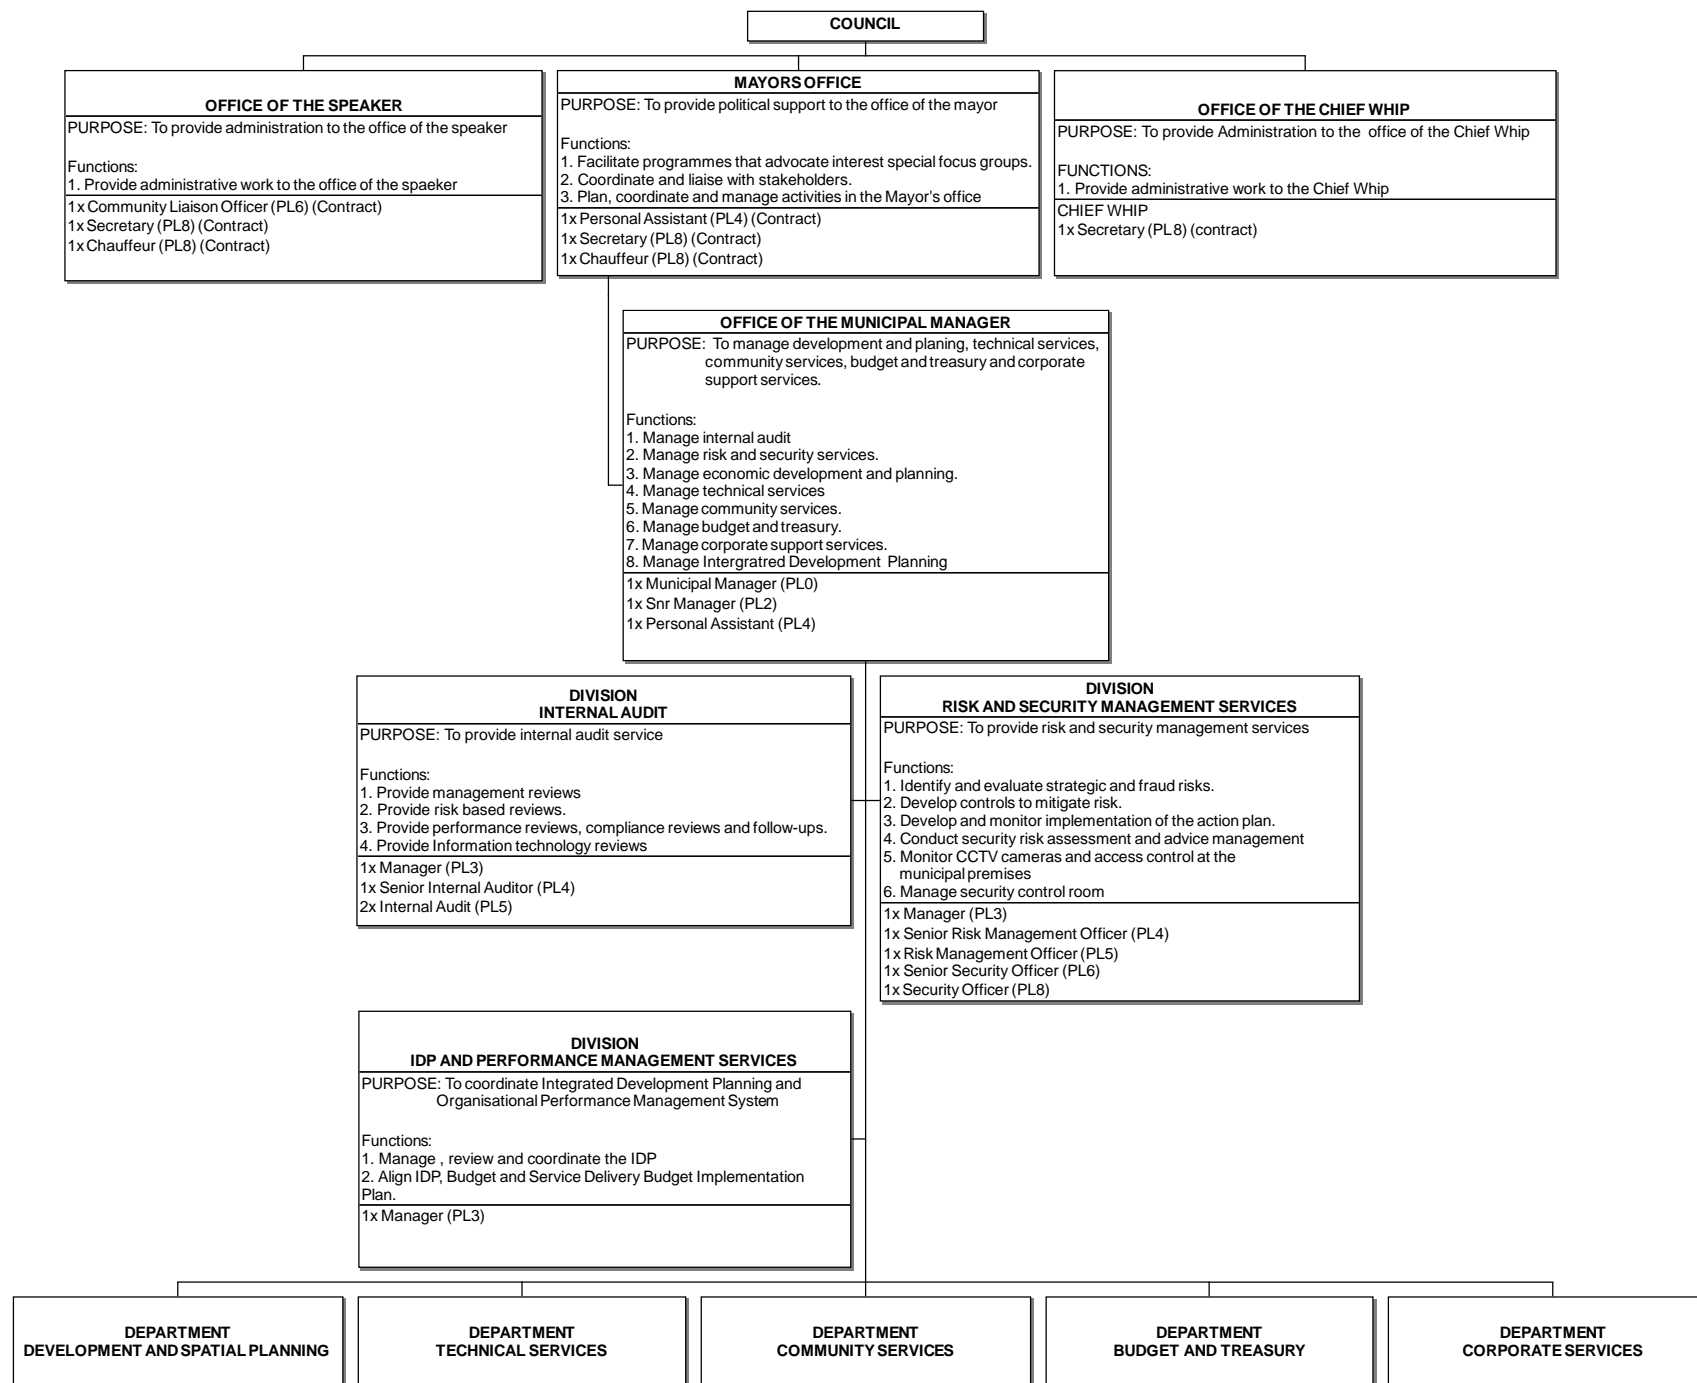 COUNCIL
OFFICE OF THE SPEAKER
PURPOSE: To provide administration to the office of the speaker
Functions:
1. Provide administrative work to the office of the spaeker
1x Community Liaison Officer (PL6) (Contract)
1x Secretary (PL8) (Contract)
1x Chauffeur (PL8) (Contract)
MAYORS OFFICE
PURPOSE: To provide political support to the office of the mayor
Functions:
1. Facilitate programmes that advocate interest special focus groups.
2. Coordinate and liaise with stakeholders.
3. Plan, coordinate and manage activities in the Mayor's office
1x Personal Assistant (PL4) (Contract)
1x Secretary (PL8) (Contract)
1x Chauffeur (PL8) (Contract)
OFFICE OF THE CHIEF WHIP
PURPOSE: To provide Administration to the office of the Chief Whip
FUNCTIONS:
1. Provide administrative work to the Chief Whip
CHIEF WHIP
1x Secretary (PL8) (contract)
OFFICE OF THE MUNICIPAL MANAGER
PURPOSE: To manage development and planing, technical services,
community services, budget and treasury and corporate
support services.
Functions:
1. Manage internal audit
2. Manage risk and security services.
3. Manage economic development and planning.
4. Manage technical services
5. Manage community services.
6. Manage budget and treasury.
7. Manage corporate support services.
8. Manage Intergratred Development Planning
1x Municipal Manager (PL0)
1x Snr Manager (PL2)
1x Personal Assistant (PL4)
DIVISION
INTERNAL AUDIT
PURPOSE: To provide internal audit service
Functions:
1. Provide management reviews
2. Provide risk based reviews.
3. Provide performance reviews, compliance reviews and follow-ups.
4. Provide Information technology reviews
1x Manager (PL3)
1x Senior Internal Auditor (PL4)
2x Internal Audit (PL5)
DIVISION
RISK AND SECURITY MANAGEMENT SERVICES
PURPOSE: To provide risk and security management services
Functions:
1. Identify and evaluate strategic and fraud risks.
2. Develop controls to mitigate risk.
3. Develop and monitor implementation of the action plan.
4. Conduct security risk assessment and advice management
5. Monitor CCTV cameras and access control at the
municipal premises
6. Manage security control room
1x Manager (PL3)
1x Senior Risk Management Officer (PL4)
1x Risk Management Officer (PL5)
1x Senior Security Officer (PL6)
1x Security Officer (PL8)
DIVISION
IDP AND PERFORMANCE MANAGEMENT SERVICES
PURPOSE: To coordinate Integrated Development Planning and
Organisational Performance Management System
Functions:
1. Manage , review and coordinate the IDP
2. Align IDP, Budget and Service Delivery Budget Implementation
Plan.
1x Manager (PL3)
DEPARTMENT
DEVELOPMENT AND SPATIAL PLANNING
DEPARTMENT
TECHNICAL SERVICES
DEPARTMENT
COMMUNITY SERVICES
DEPARTMENT
BUDGET AND TREASURY
DEPARTMENT
CORPORATE SERVICES